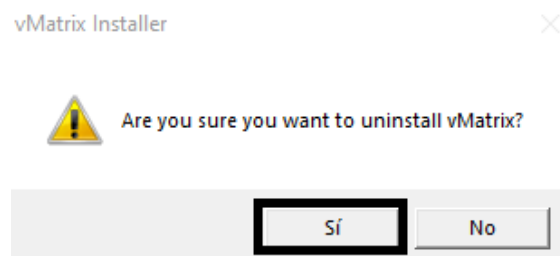 vMatrix Installer
Are you sure you want to uninstall vMatrix?
Sí
No